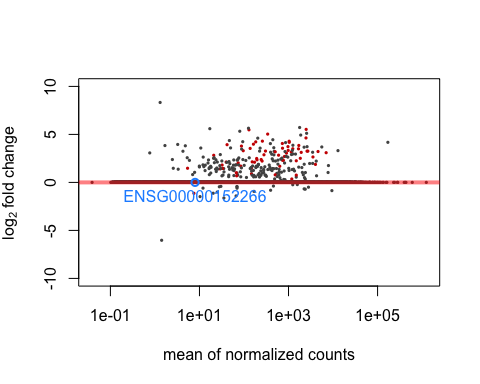 10
5
0
-5
-10
log2 fold change
ENSG00000152266
1e-01
1e+01
1e+03
1e+05
mean of normalized counts